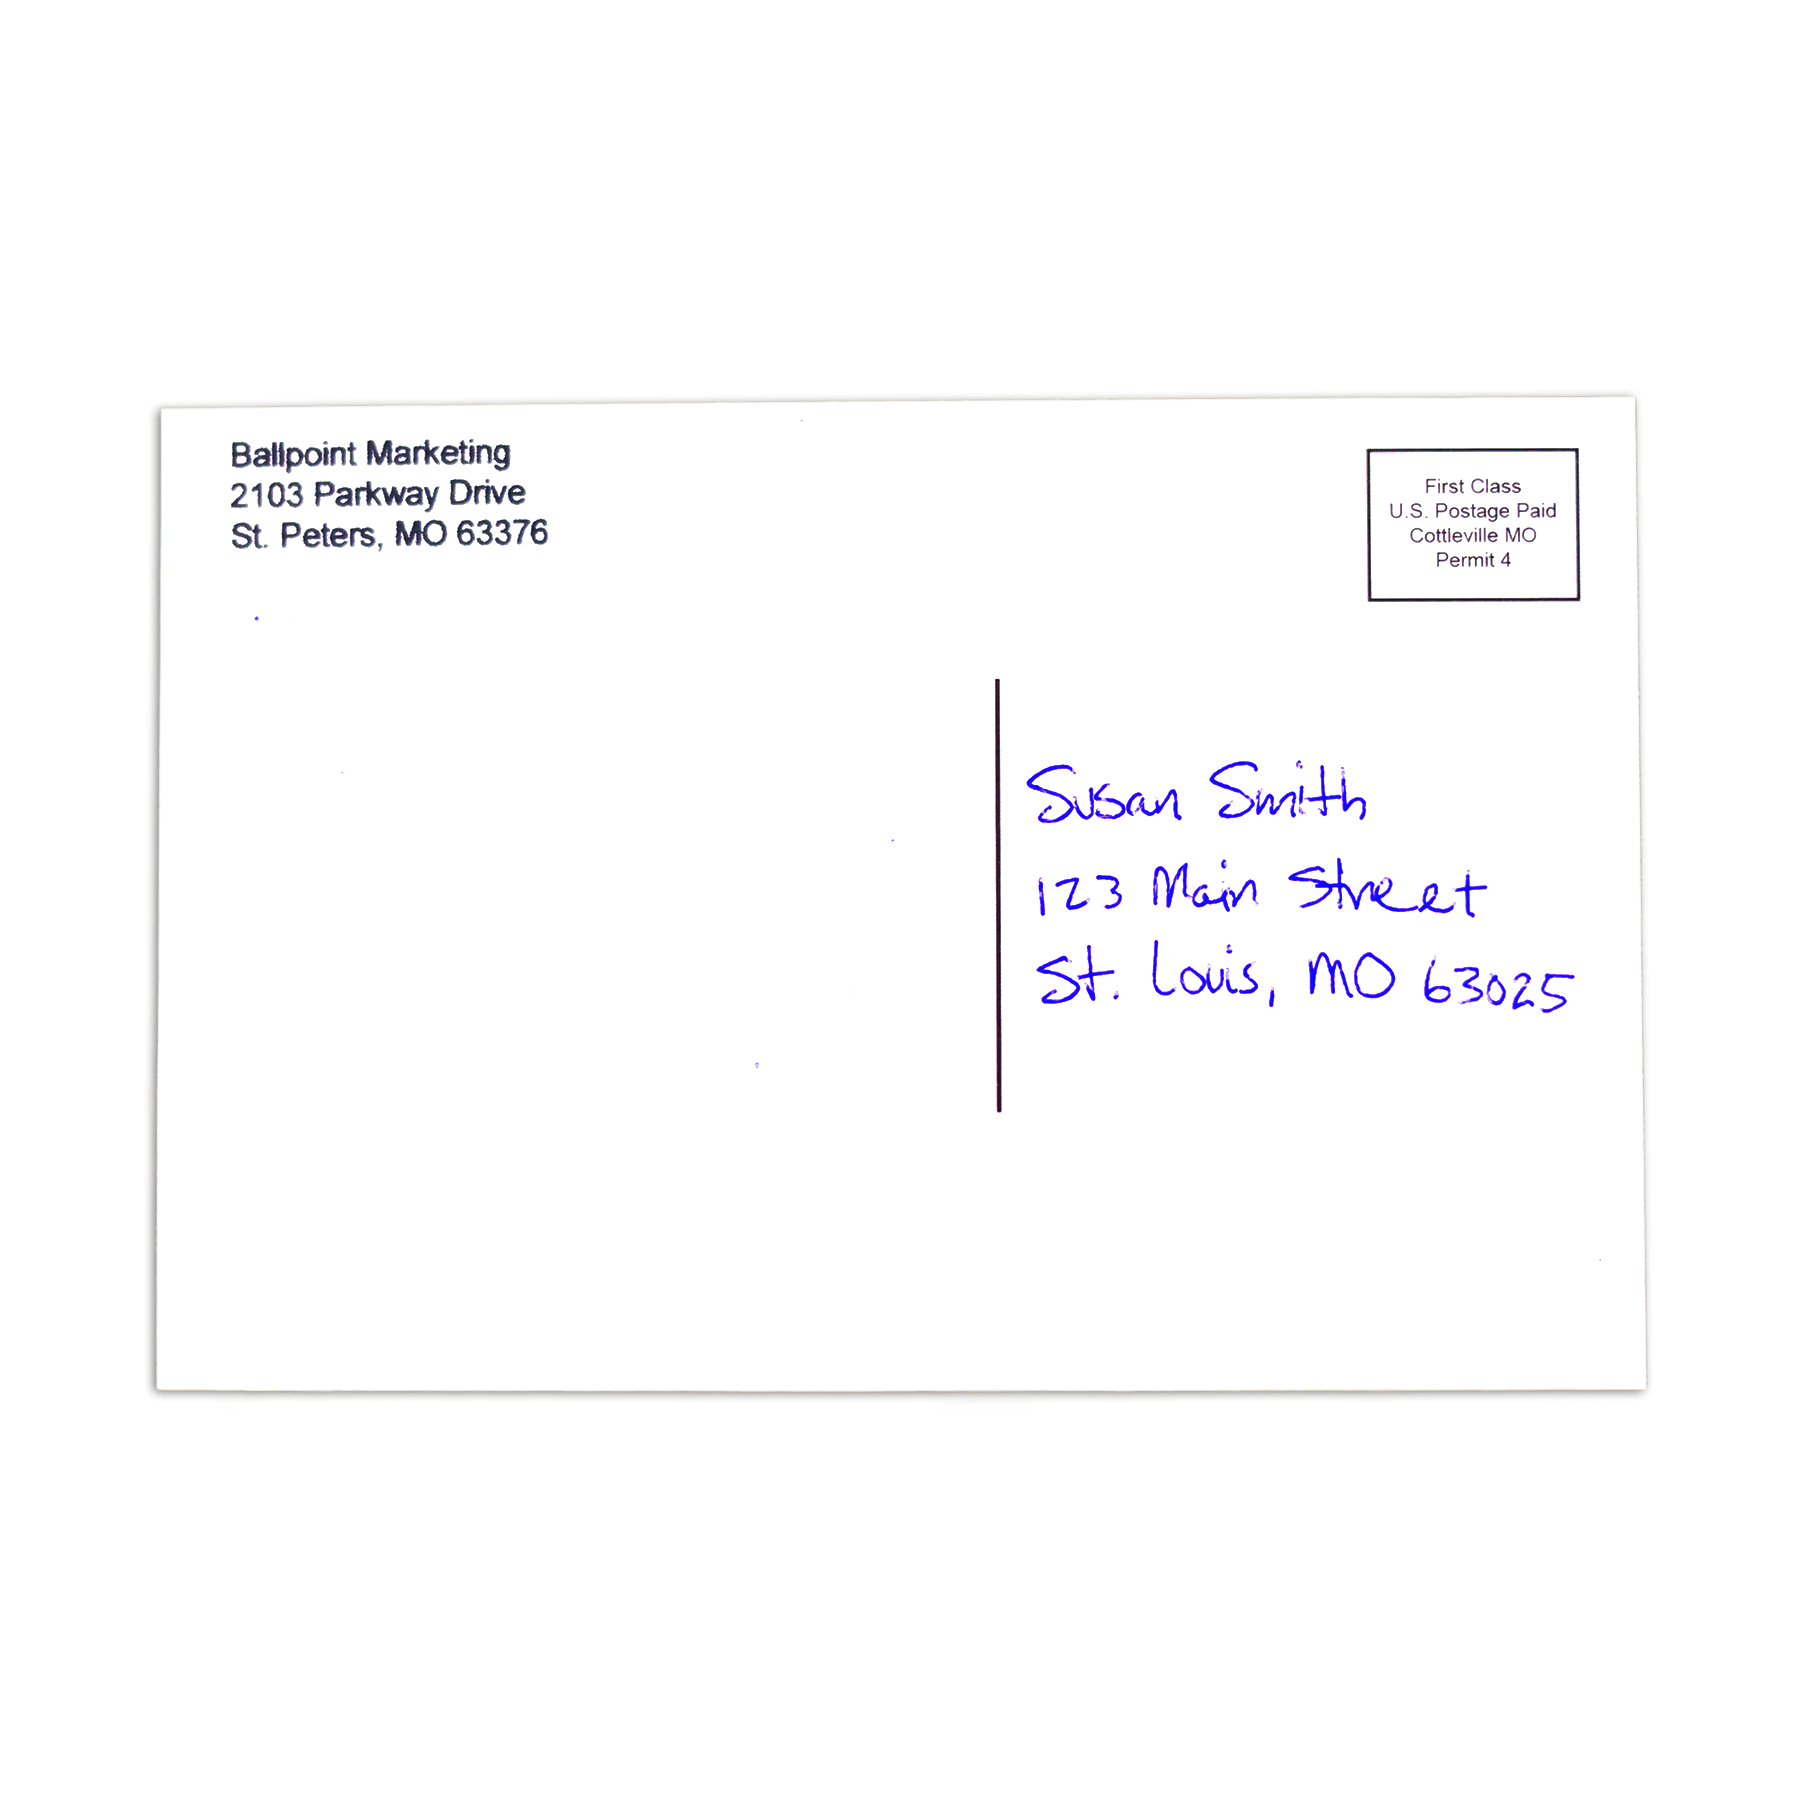 Ballpoint Marketing
2103 Parkway Drive
St. Peters, MO 63376
First Class
U.S. Postage Paid
Cottleville MO
Permit 4
Susan Smith
123 Main Street
St. Louis, MO 63025